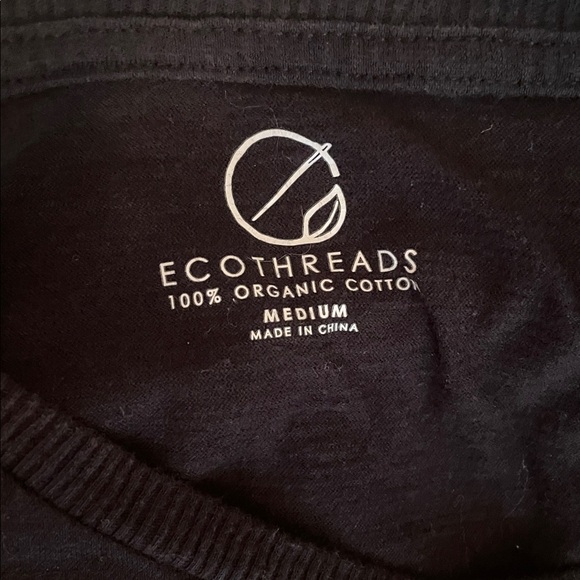 ECOTHREADS
100% ORGANIC COTTON
MEDIUM
MADE IN CHINA